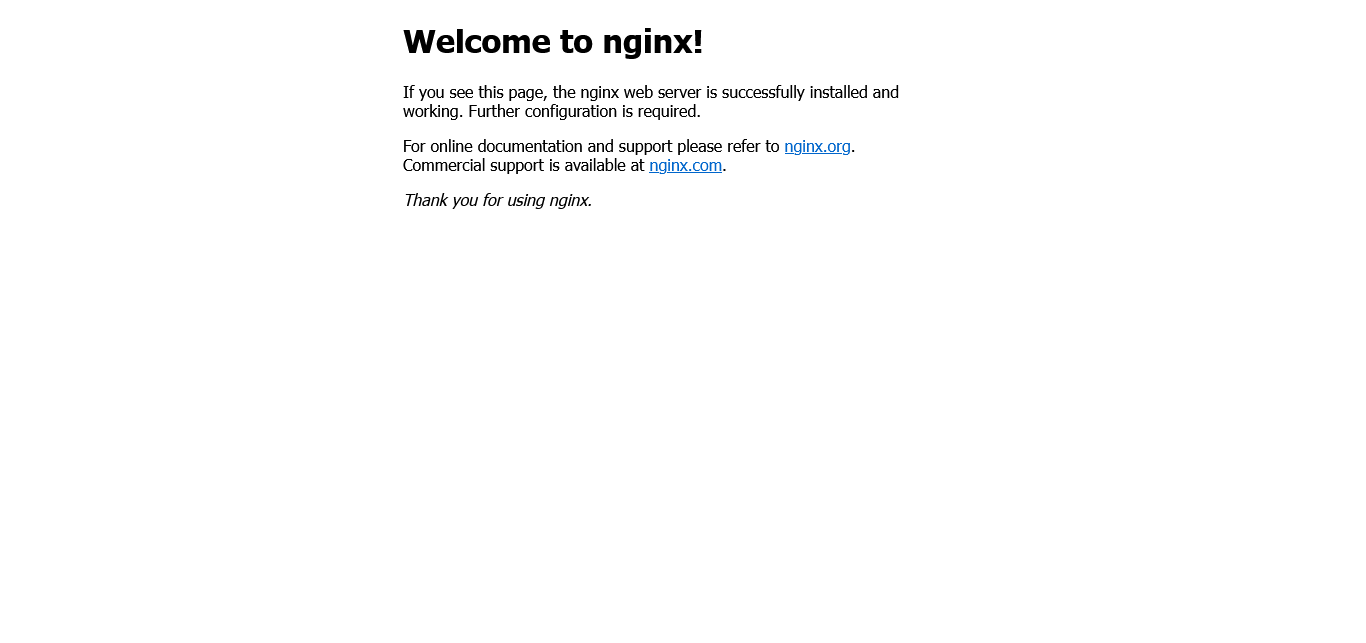 Welcome to nginx!
If you see this page, the nginx web server is successfully installed and
working. Further configuration is required.
For online documentation and support please refer to nginx.org.
Commercial support is available at nginx.com.
Thank you for using nginx.